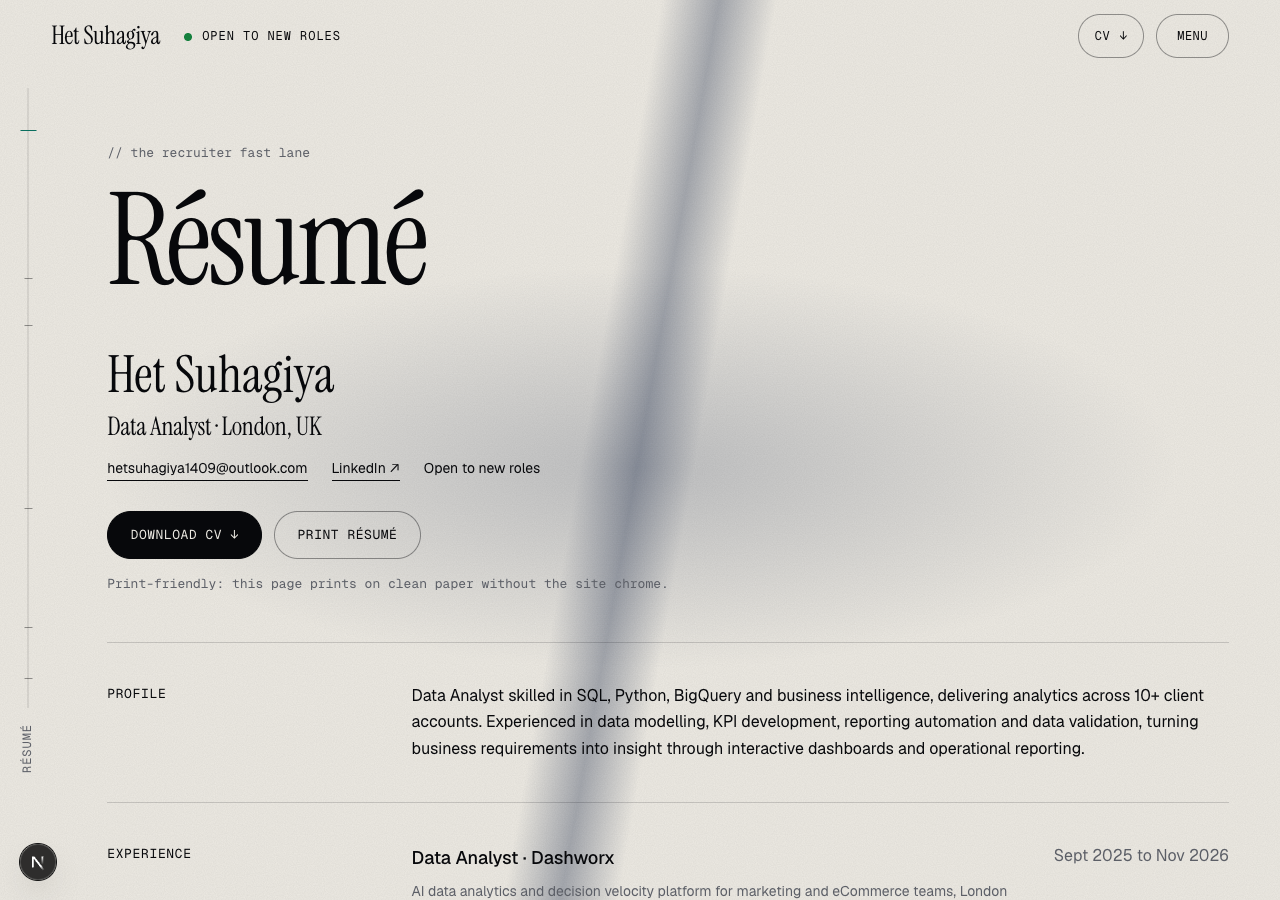 Het Suhagiya
OPEN TO NEW ROLES
CV ↓
MENU
// the recruiter fast lane
Résumé
Het Suhagiya
Data Analyst · London, UK
hetsuhagiya1409@outlook.com
LinkedIn ↗
Open to new roles
DOWNLOAD CV ↓
PRINT RÉSUMÉ
Print-friendly: this page prints on clean paper without the site chrome.
PROFILE
Data Analyst skilled in SQL, Python, BigQuery and business intelligence, delivering analytics across 10+ client
accounts. Experienced in data modelling, KPI development, reporting automation and data validation, turning
business requirements into insight through interactive dashboards and operational reporting.
RÉSUMÉ
N
EXPERIENCE
Data Analyst · Dashworx
Sept 2025 to Nov 2026
AI data analytics and decision velocity platform for marketing and eCommerce teams, London